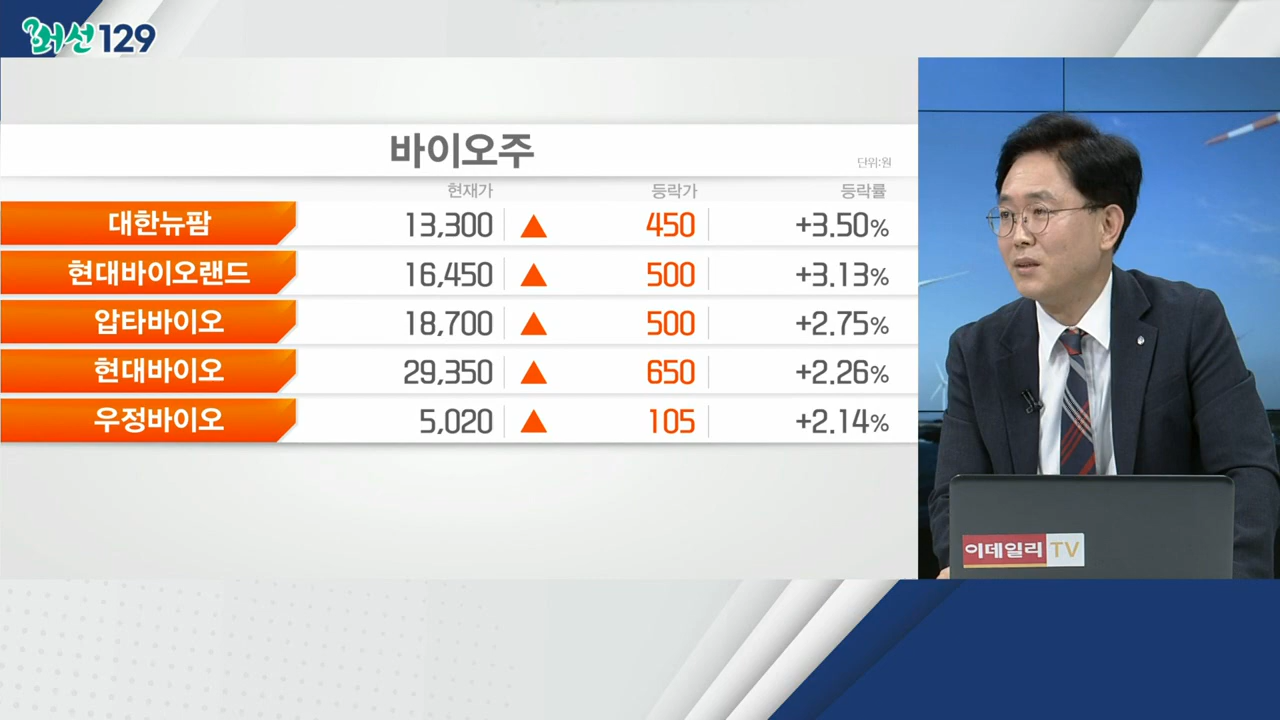 머선129
바이오주
단위:원
현재가 등락가 등락률
대한뉴팜 13,300 ▲ 450 +3.50%
현대바이오랜드 16,450 ▲ 500 +3.13%
압타바이오 18,700 ▲ 500 +2.75%
현대바이오 29,350 ▲ 650 +2.26%
우정바이오 5,020 ▲ 105 +2.14%
이데일리TV